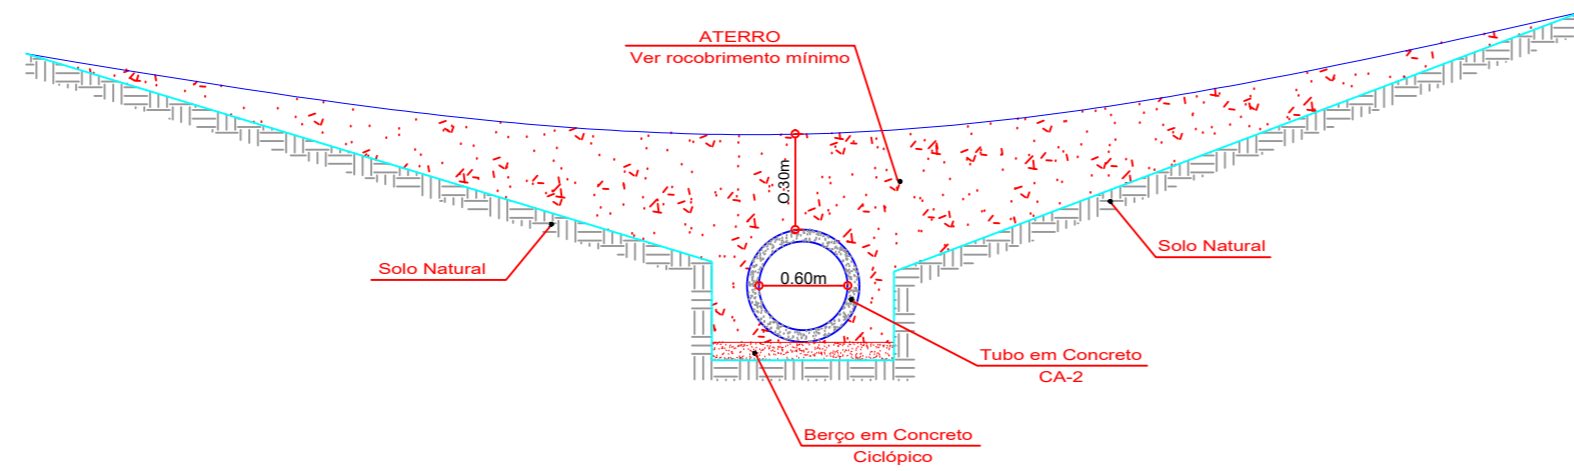 ATERRO
Ver rocobrimento mínimo
0.30m
Solo Natural
Solo Natural
0.60m
Tubo em Concreto
CA-2
Berço em Concreto
Ciclópico